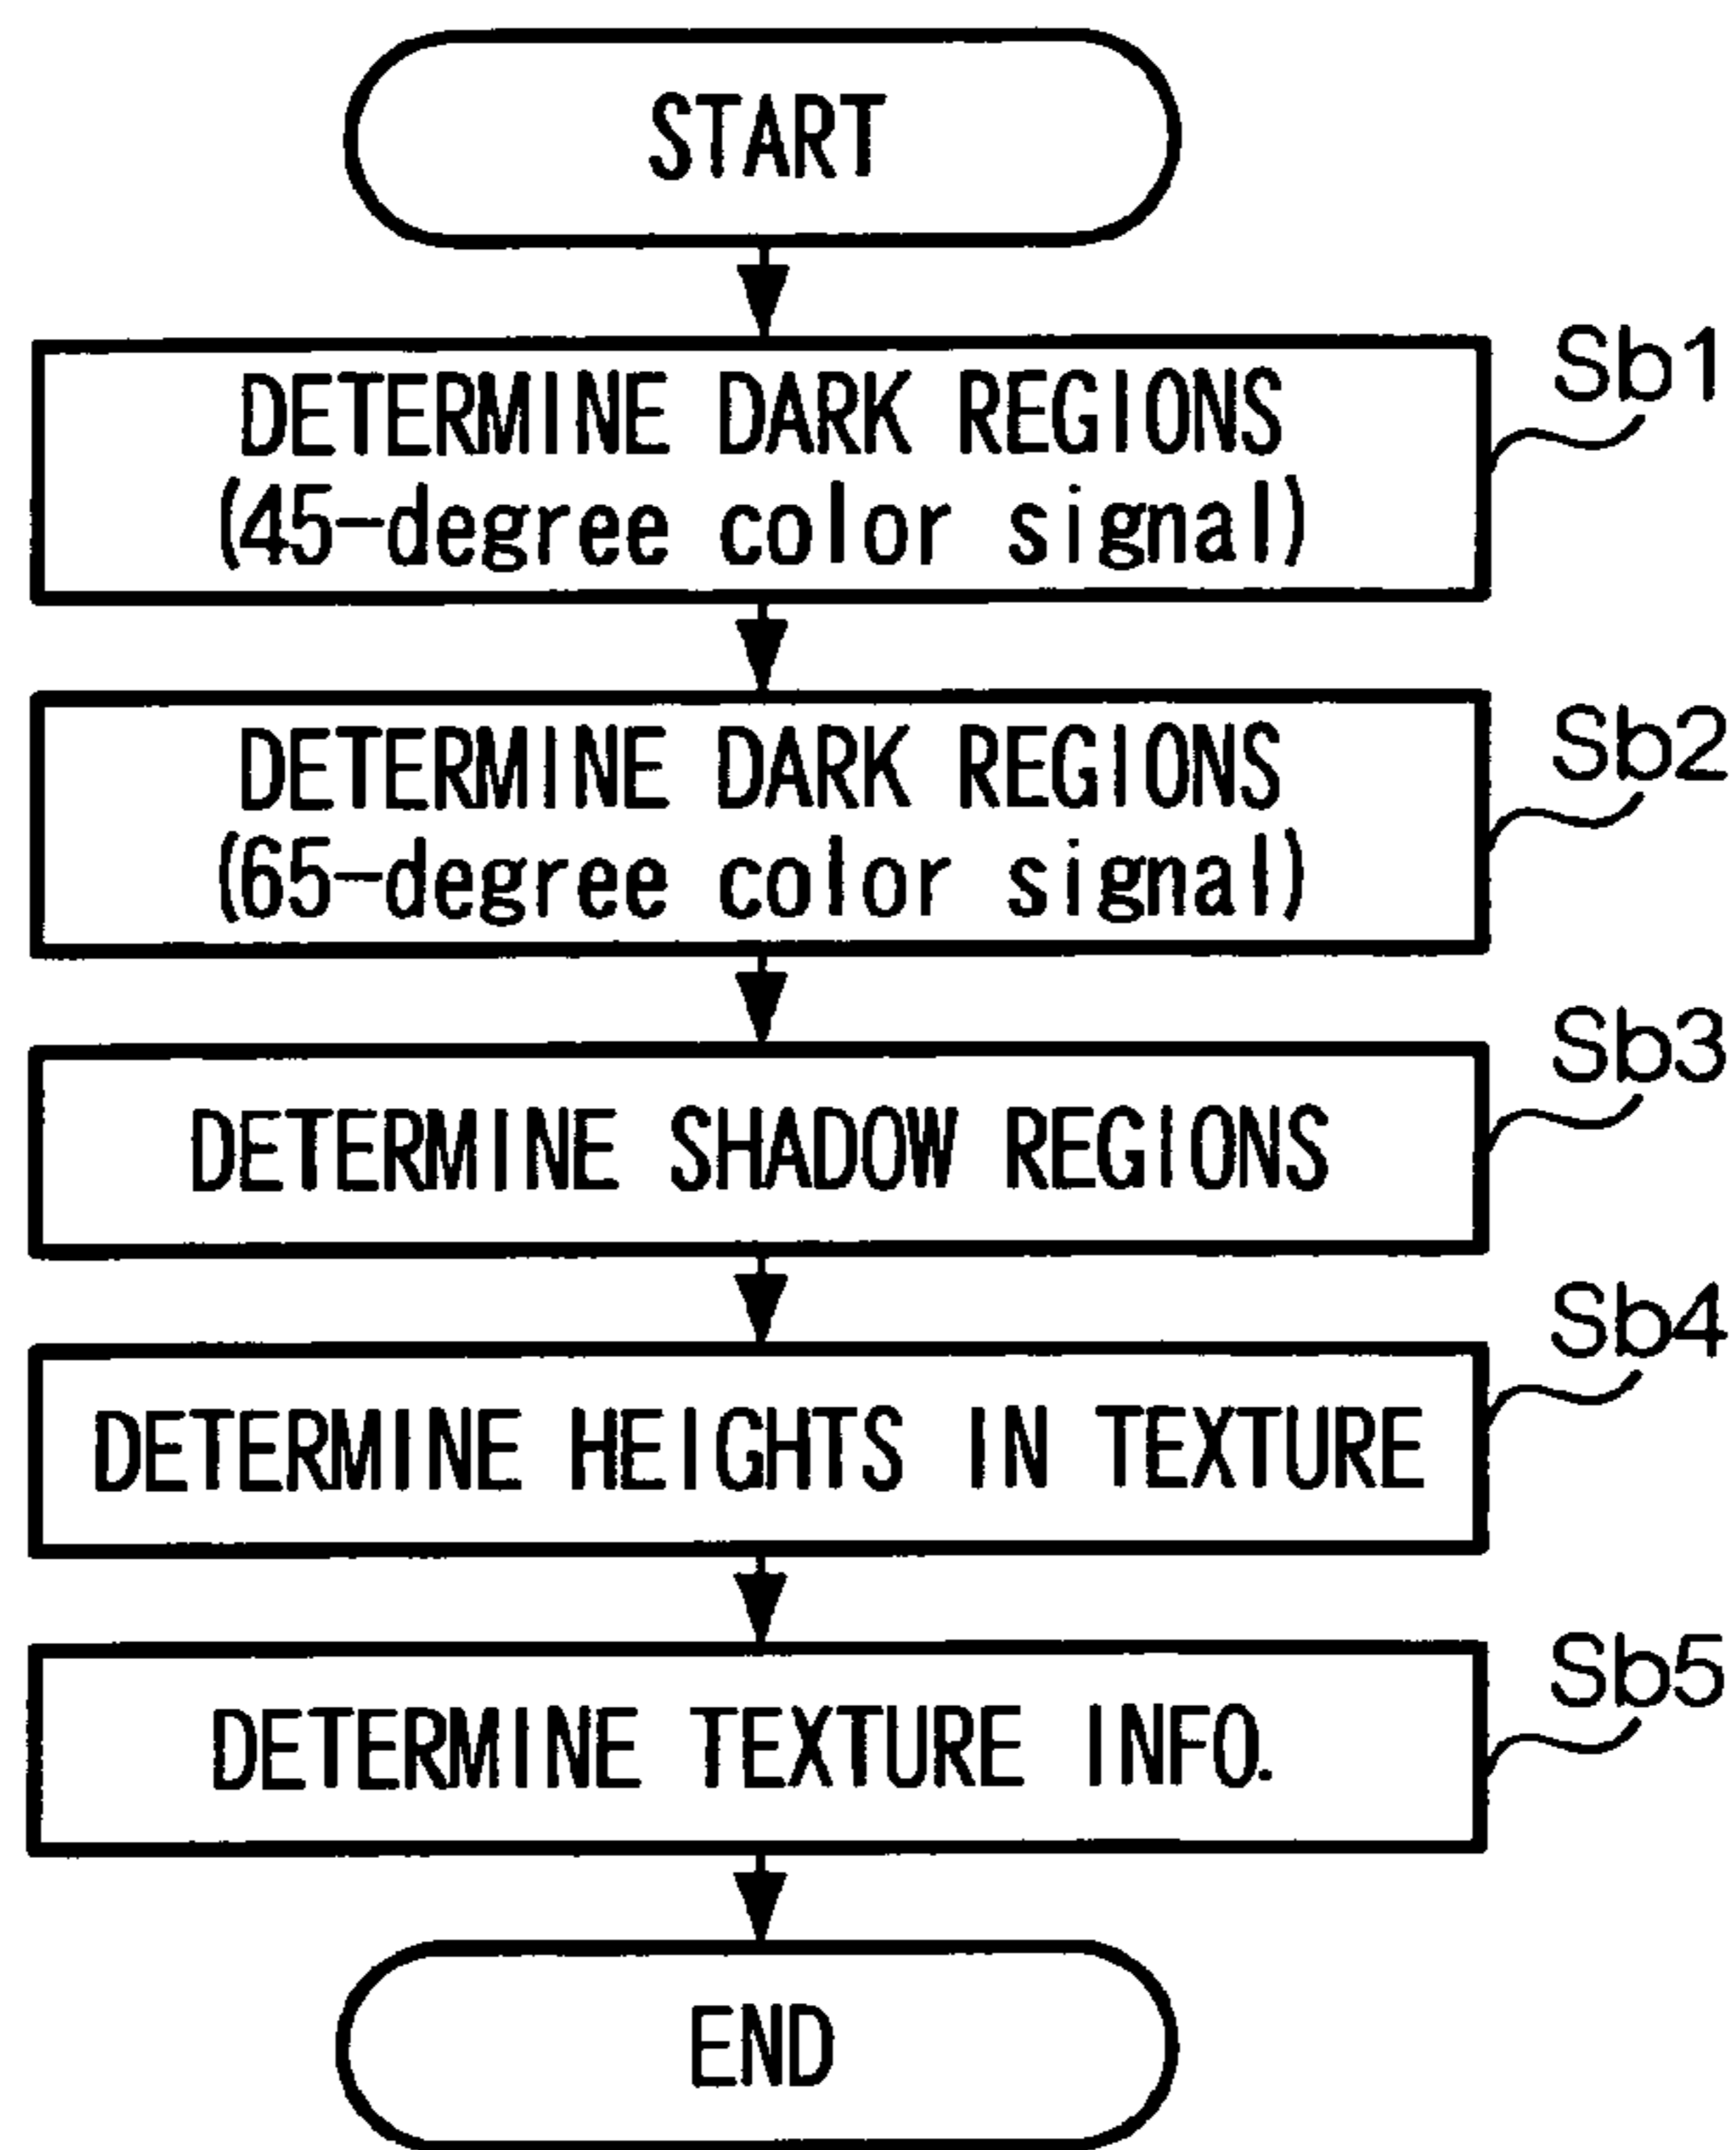 START
DETERMINE DARK REGIONS
(45-degree color signal)
Sb1
DETERMINE DARK REGIONS
(65-degree color signal)
Sb2
DETERMINE SHADOW REGIONS
Sb3
DETERMINE HEIGHTS IN TEXTURE
Sb4
DETERMINE TEXTURE INFO.
Sb5
END